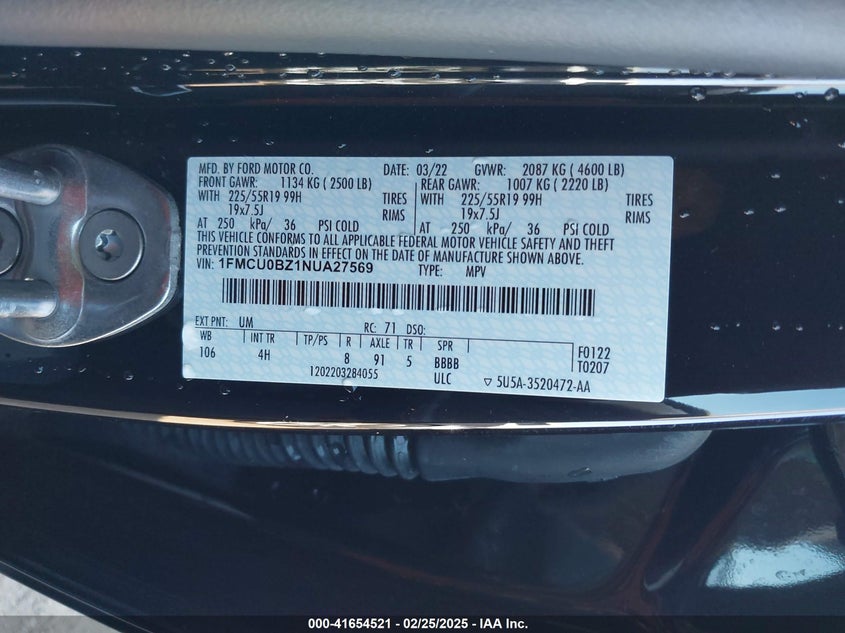 MFD. BY FORD MOTOR CO. DATE: 03/22 GVWR: 2087 KG ( 4600 LB)
FRONT GAWR: 1134 KG ( 2500 LB) REAR GAWR: 1007 KG ( 2220 LB)
WITH 225/55R19 99H TIRES WITH 225/55R19 99H TIRES
19x7.5J RIMS 19x7.5J RIMS
AT 250 kPa/ 36 PSI COLD AT 250 kPa/ 36 PSI COLD
THIS VEHICLE CONFORMS TO ALL APPLICABLE FEDERAL MOTOR VEHICLE SAFETY AND THEFT
PREVENTION STANDARDS IN EFFECT ON THE DATE OF MANUFACTURE SHOWN ABOVE.
VIN: 1FMCU0BZ1NUA27569 TYPE: MPV
EXT PNT: UM RC: 71 DSO:
WB INT TR TP/PS R AXLE TR SPR F0122
106 4H 8 91 5 BBBB T0207
1202203284055 ULC ▽ 5U5A-3520472-AA
000-41654521 – 02/25/2025 – IAA Inc.